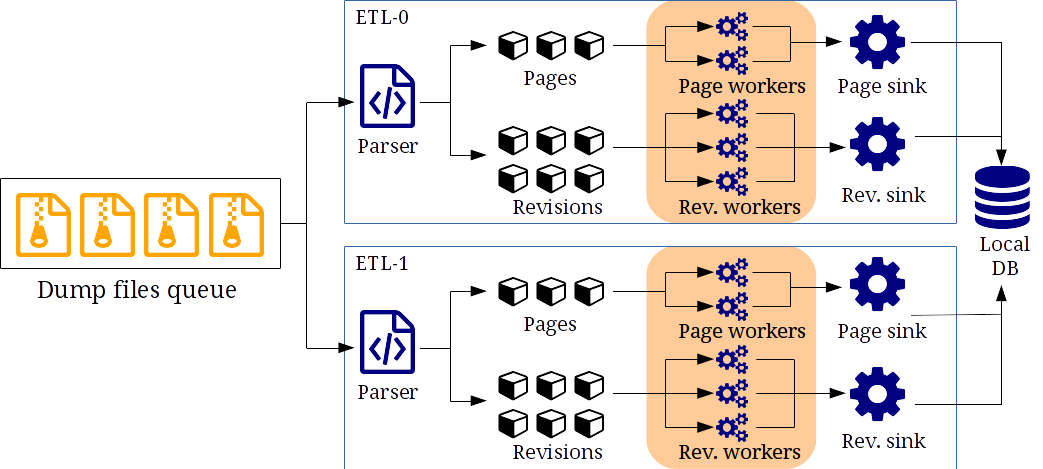 ETL-0
Pages
Page workers
Page sink
Parser
Revisions
Rev. workers
Rev. sink
Dump files queue
Local
DB
ETL-1
Pages
Page workers
Page sink
Parser
Revisions
Rev. workers
Rev. sink